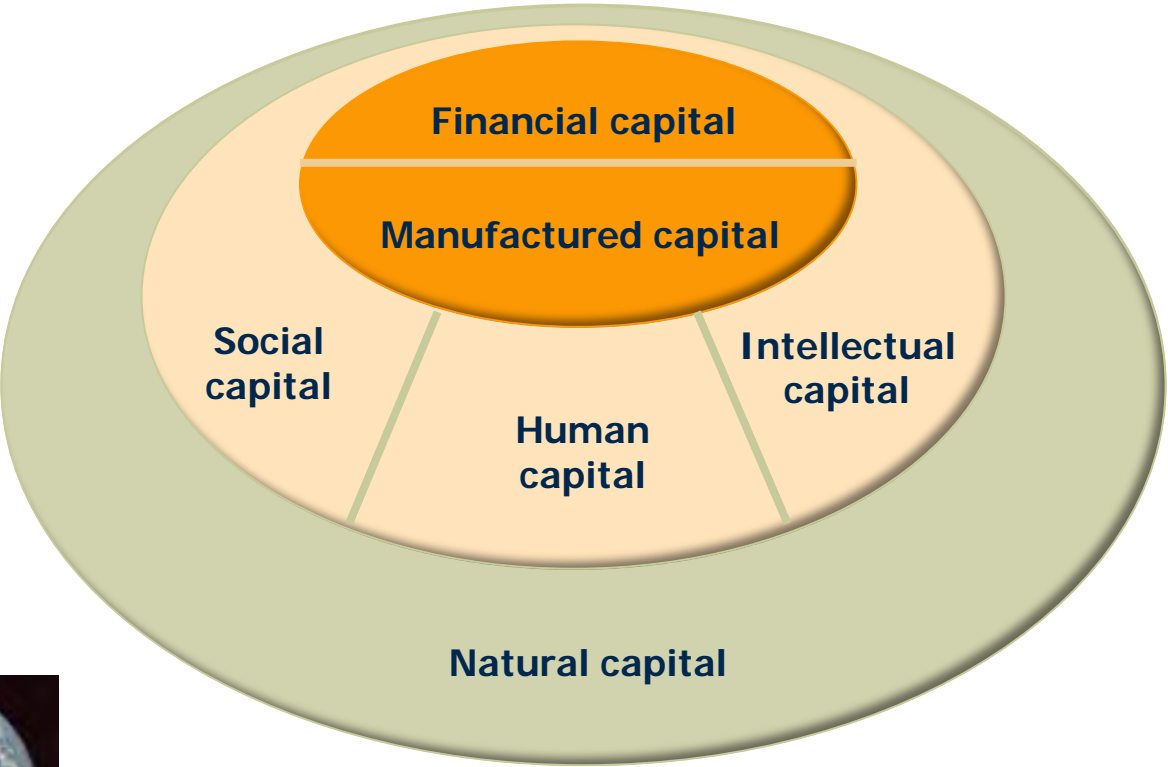 Financial capital
Manufactured capital
Social
capital
Human
capital
Intellectual
capital
Natural capital